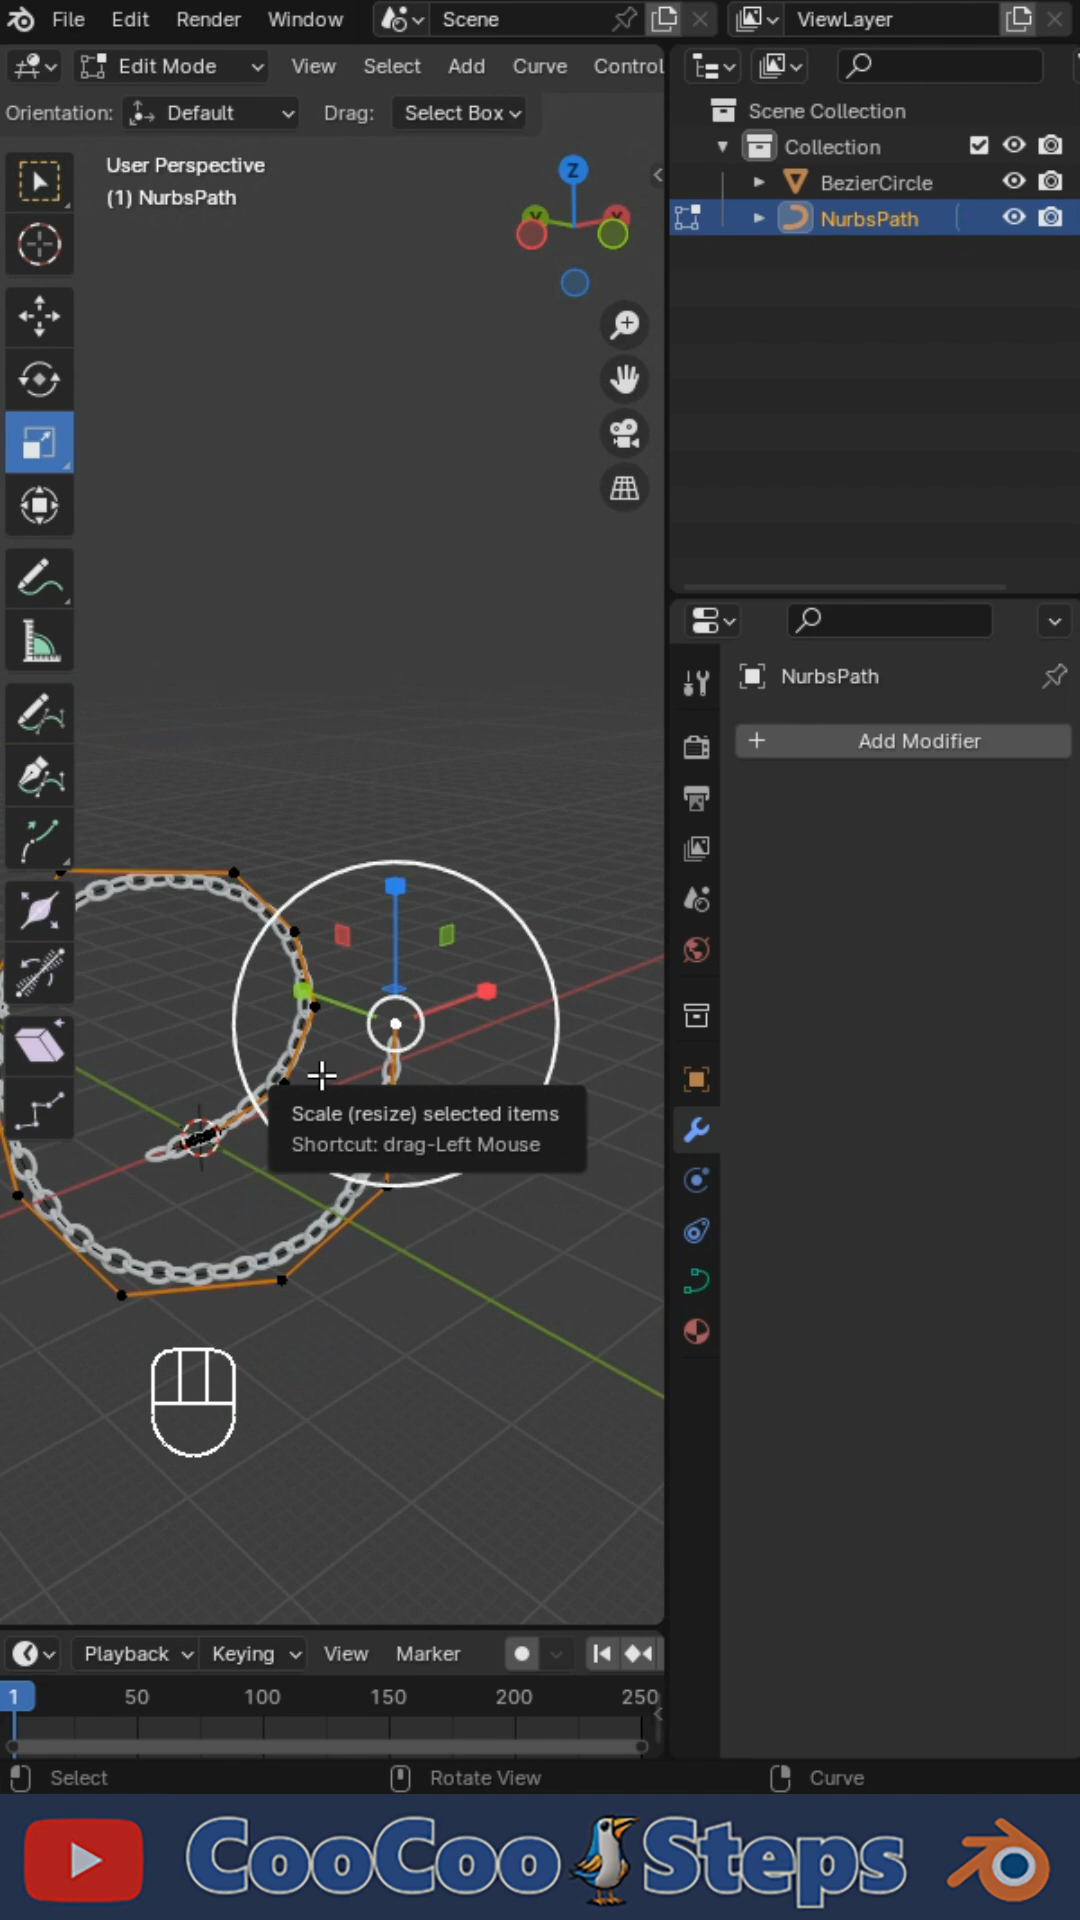 File Edit Render Window Scene ViewLayer
Edit Mode View Select Add Curve Control
Orientation: Default Drag: Select Box
Scene Collection
Collection
User Perspective
(1) NurbsPath
BezierCircle
NurbsPath
Z
Y
X
NurbsPath
+ Add Modifier
Scale (resize) selected items
Shortcut: drag-Left Mouse
Playback Keying View Marker
1 50 100 150 200 250
Select Rotate View Curve
CooCoo Steps